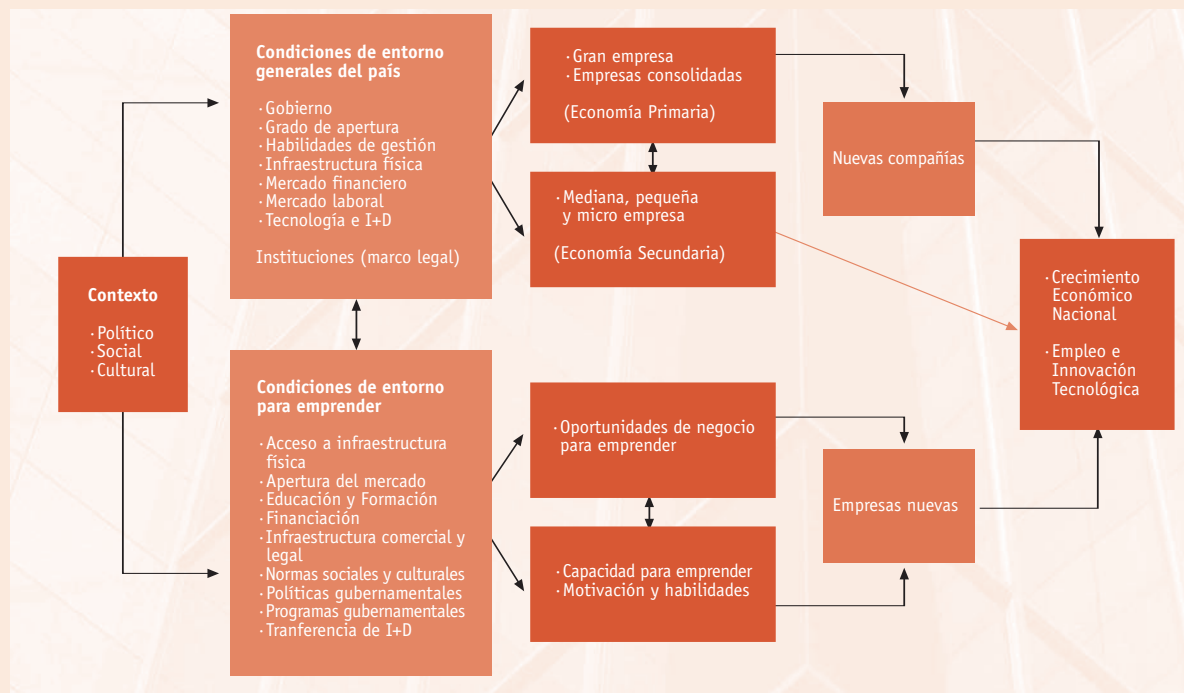 Contexto
· Político
· Social
· Cultural
Condiciones de entorno
generales del país
· Gobierno
· Grado de apertura
· Habilidades de gestión
· Infraestructura física
· Mercado financiero
· Mercado laboral
· Tecnología e I+D
Instituciones (marco legal)
Condiciones de entorno
para emprender
· Acceso a infraestructura
física
· Apertura del mercado
· Educación y Formación
· Financiación
· Infraestructura comercial y
legal
· Normas sociales y culturales
· Políticas gubernamentales
· Programas gubernamentales
· Tranferencia de I+D
· Gran empresa
· Empresas consolidadas
(Economía Primaria)
· Mediana, pequeña
y micro empresa
(Economía Secundaria)
· Oportunidades de negocio
para emprender
· Capacidad para emprender
· Motivación y habilidades
Nuevas compañías
Empresas nuevas
· Crecimiento
Económico
Nacional
· Empleo e
Innovación
Tecnológica